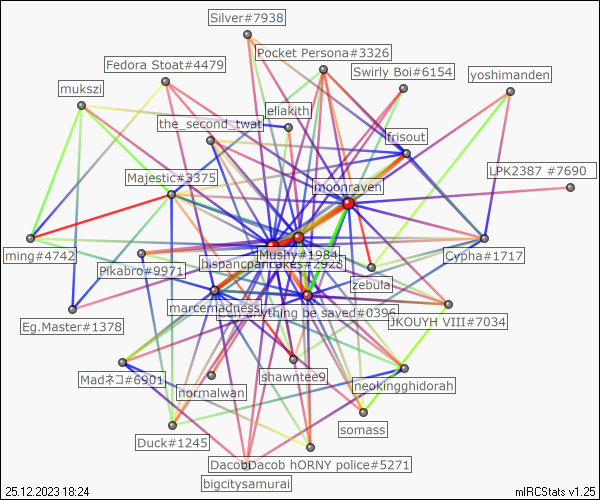 Silver#7938
Pocket Persona#3326
Fedora Stoat#4479
Swirly Boi#6154
yoshimanden
mukszi
eliakith
the_second_twat
frisout
LPK2387 #7690
Majestic#3375
moonraven
ming#4742
Mushy#1984
Cypha#1717
Pikabro#9971
hispancpancakes#2928
zebula
marcemadness
anything be saved#0396
Eg.Master#1378
JKOUYH VIII#7034
Madネコ#6901
shawntee9
normalwan
neokingghidorah
somass
Duck#1245
DacobDacob hORNY police#5271
bigcitysamurai
25.12.2023 18:24
mIRCStats v1.25